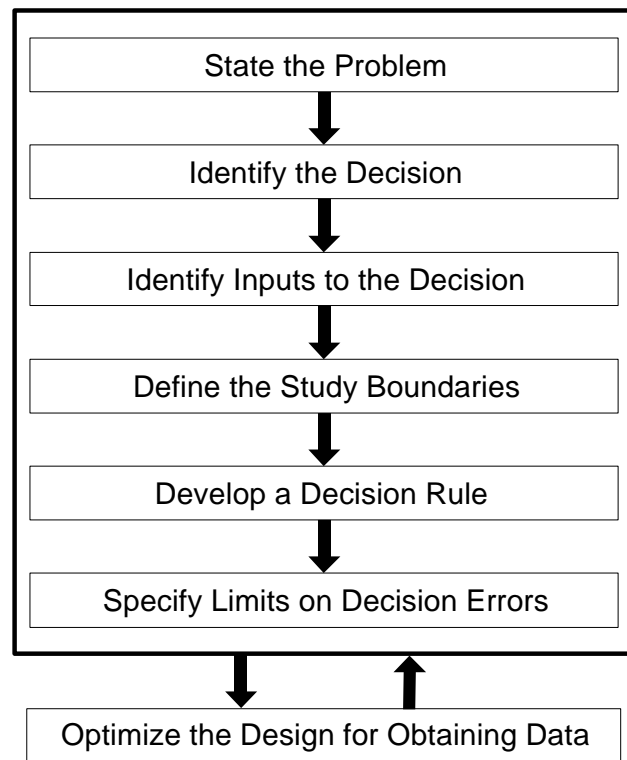 State the Problem
Identify the Decision
Identify Inputs to the Decision
Define the Study Boundaries
Develop a Decision Rule
Specify Limits on Decision Errors
Optimize the Design for Obtaining Data